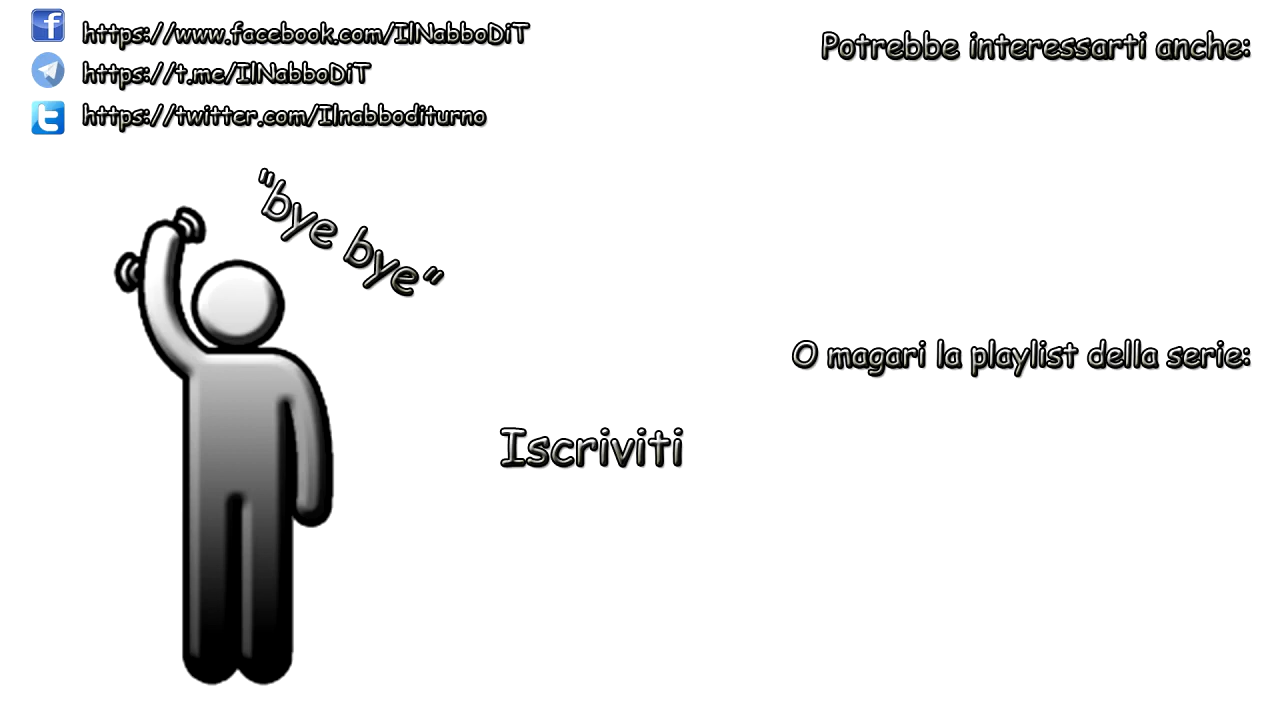 https://www.facebook.com/IlNabboDiT
https://t.me/IlNabboDiT
https://twitter.com/Ilnabboditurno
Potrebbe interessarti anche:
"bye bye"
O magari la playlist della serie:
Iscriviti